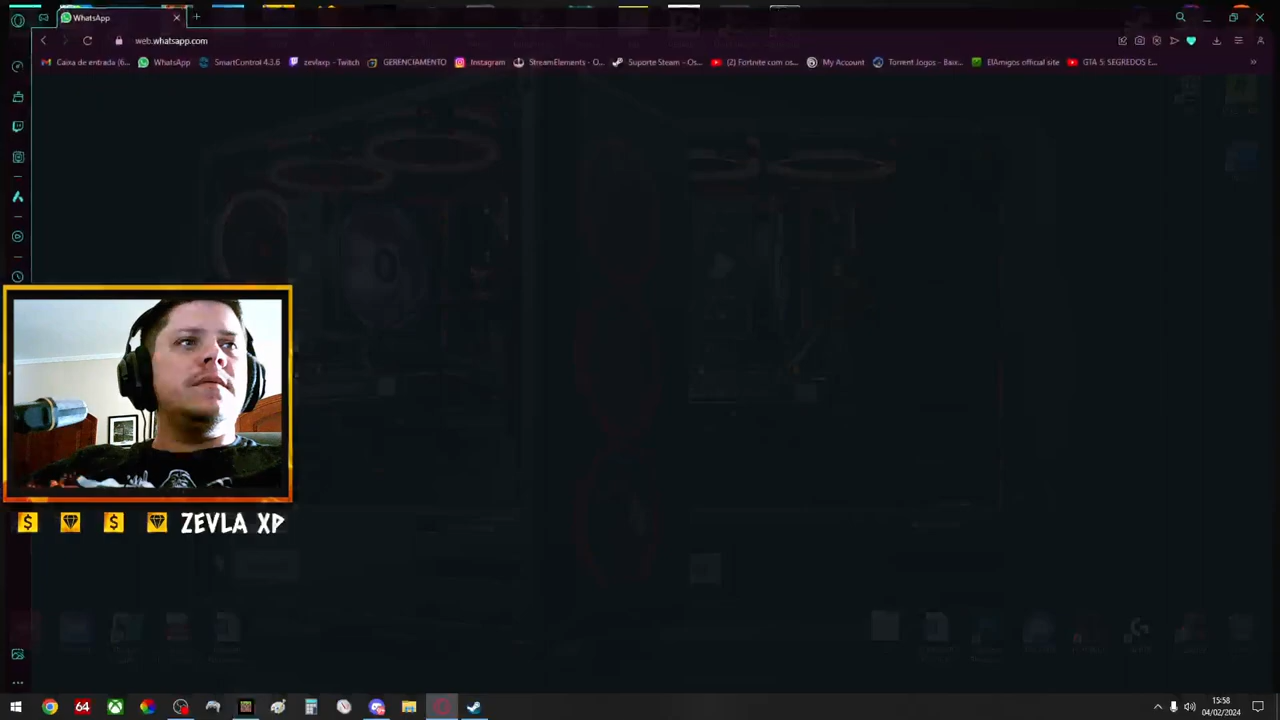 WhatsApp
web.whatsapp.com
Caixa de entrada (6... WhatsApp SmartControl 4.3.6 zevlaxp - Twitch GERENCIAMENTO Instagram StreamElements - O... Suporte Steam - Os... (2) Fortnite com os... My Account Torrent Jogos - Baix... ElAmigos official site GTA 5: SEGREDOS E...
ZEVLA XP
64
15:58
04/02/2024